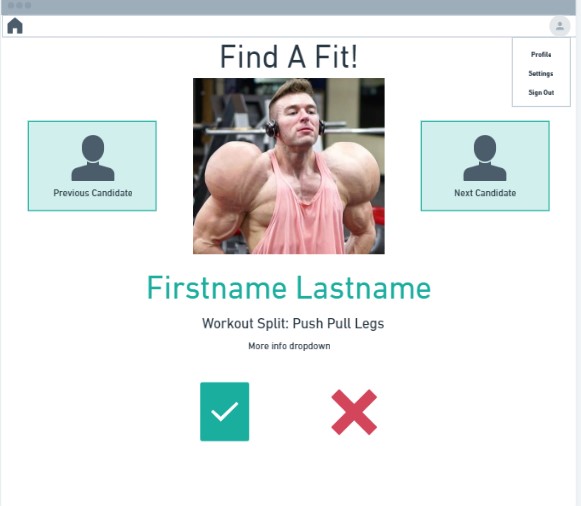 Find A Fit!
Profile
Settings
Sign Out
Previous Candidate
Next Candidate
Firstname Lastname
Workout Split: Push Pull Legs
More info dropdown